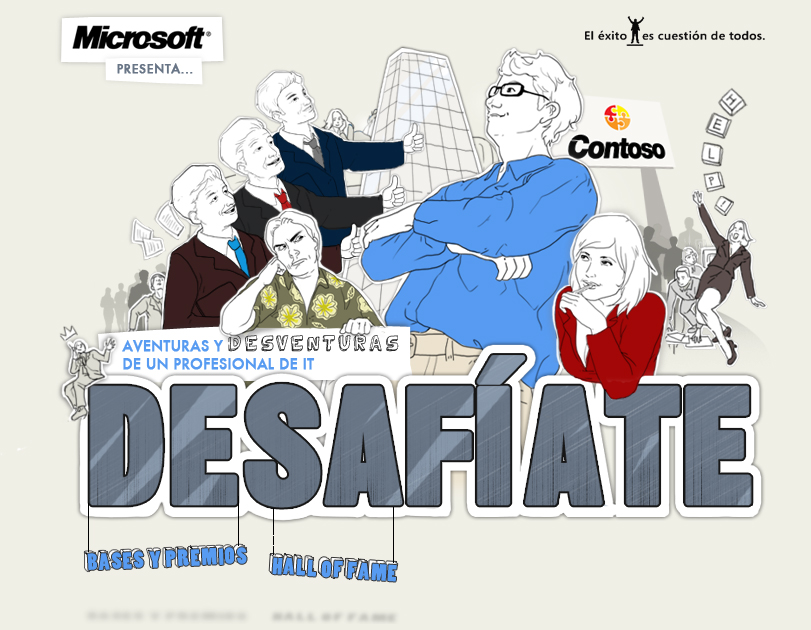 Microsoft®
PRESENTA...
El éxito es cuestión de todos.
Contoso
HELP!
AVENTURAS Y DESVENTURAS
DE UN PROFESIONAL DE IT
DESAFÍATE
BASES Y PREMIOS
HALL OF FAME